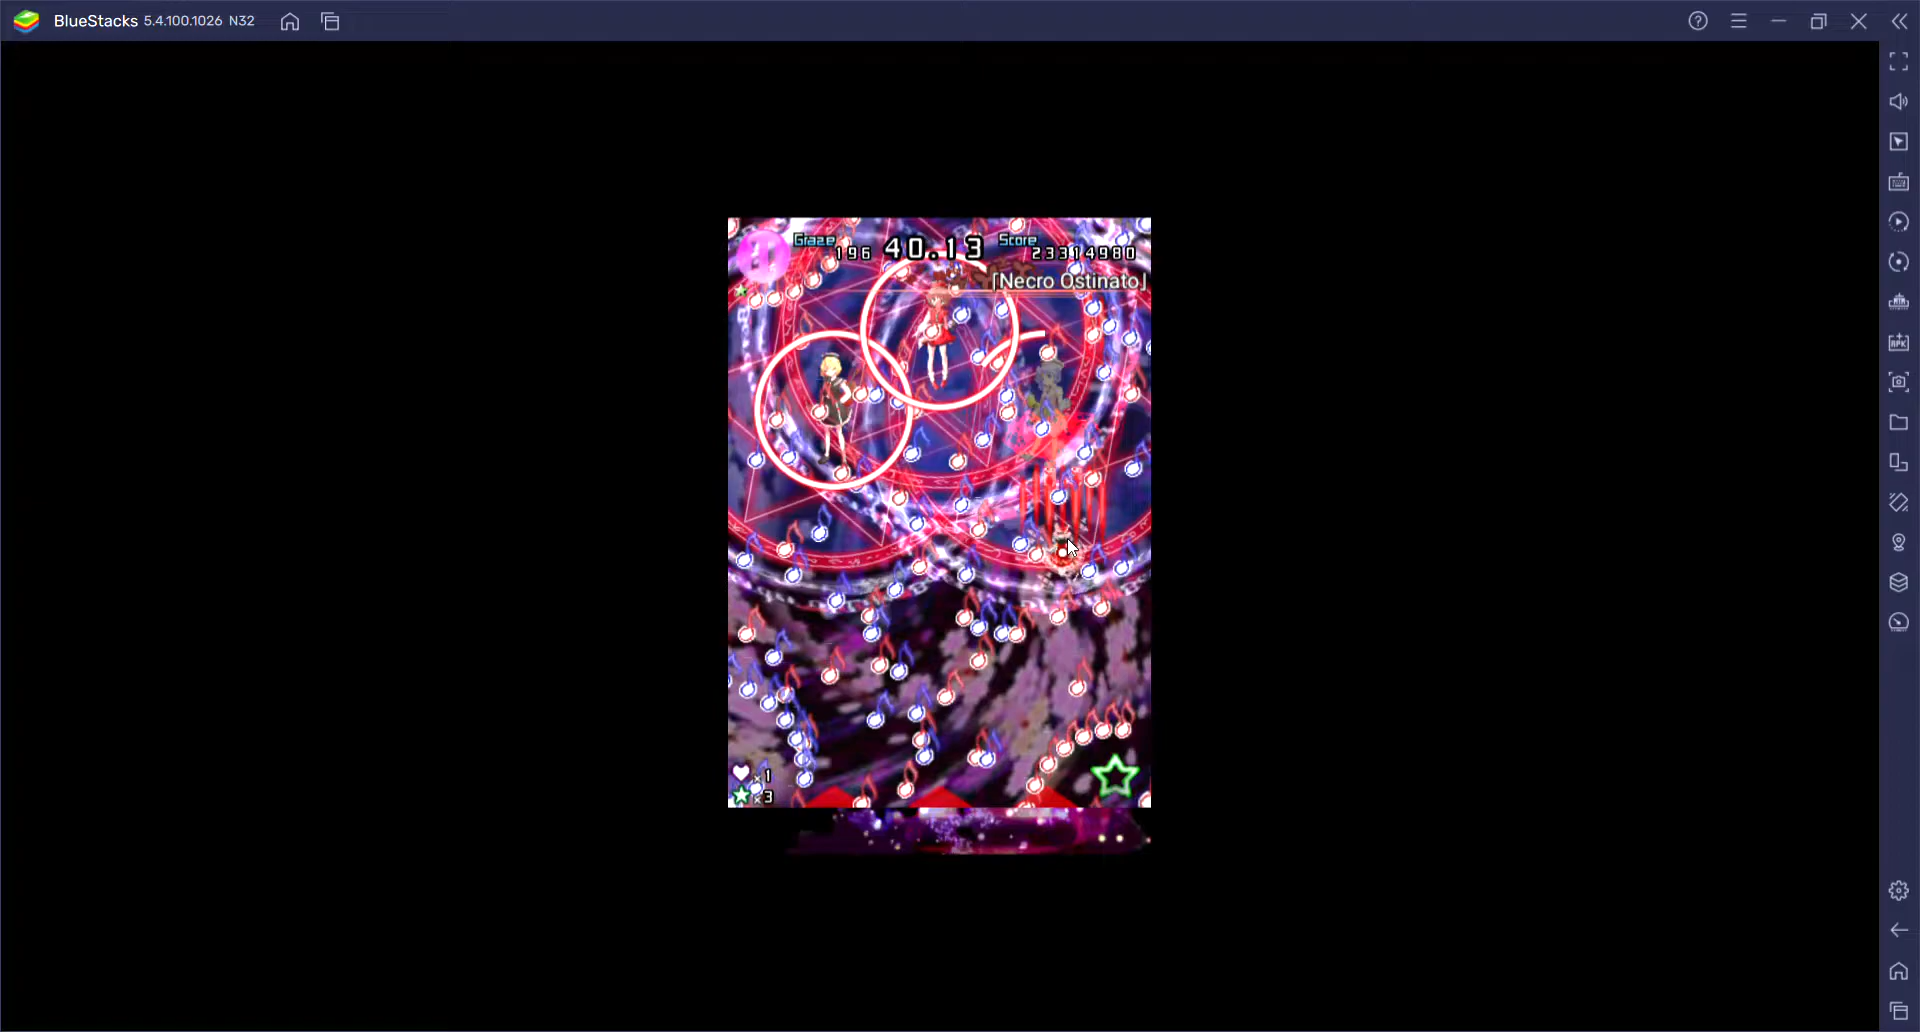 BlueStacks 5.4.100.1026 N32
Graze
196
40.13
Score
23314980
[Necro Ostinato]
×1
×3